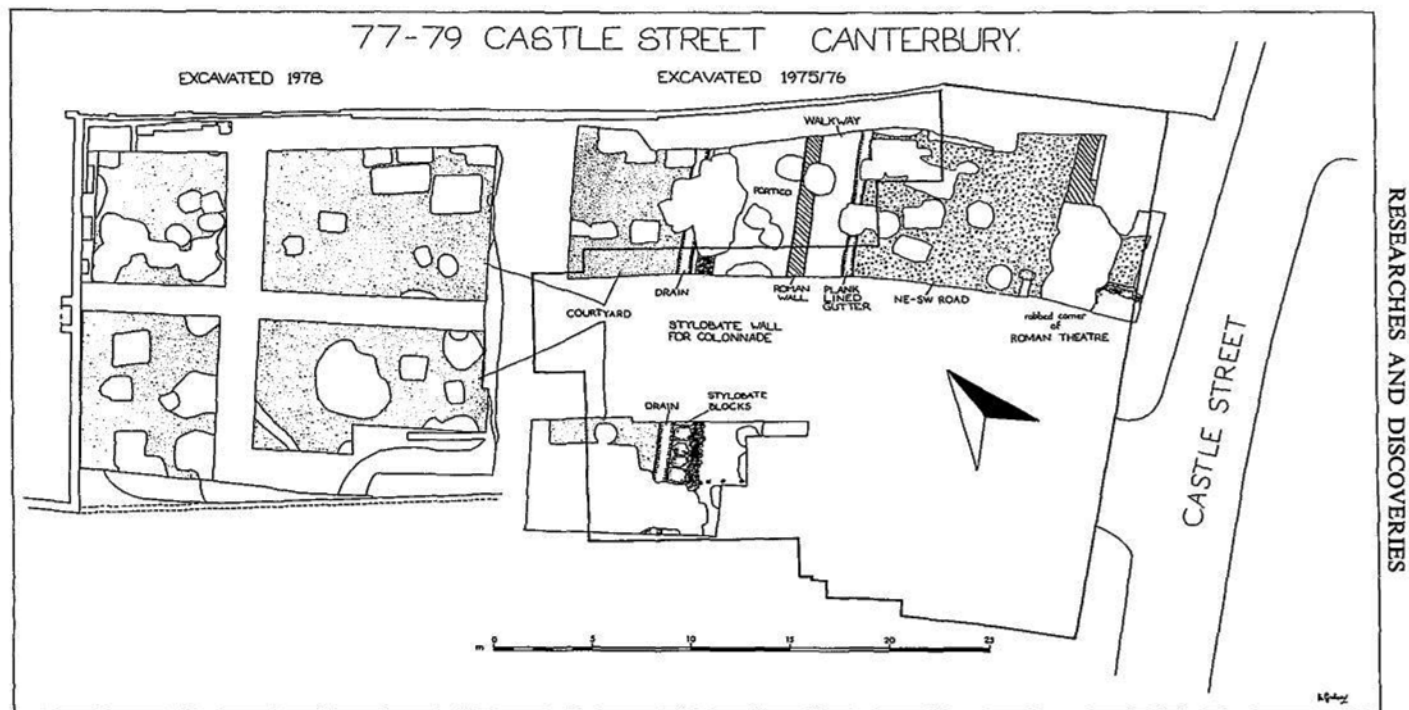 77-79 CASTLE STREET CANTERBURY.
EXCAVATED 1978
EXCAVATED 1975/76
WALKWAY
PORTICO
DRAIN
ROMAN
WALL
PLANK
LINED
GUTTER
NE-SW ROAD
robbed corner
of
ROMAN THEATRE
COURTYARD
STYLOBATE WALL
FOR COLONNADE
DRAIN
STYLOBATE
BLOCKS
CASTLE STREET
m 0 5 10 15 20 25
RESEARCHES AND DISCOVERIES